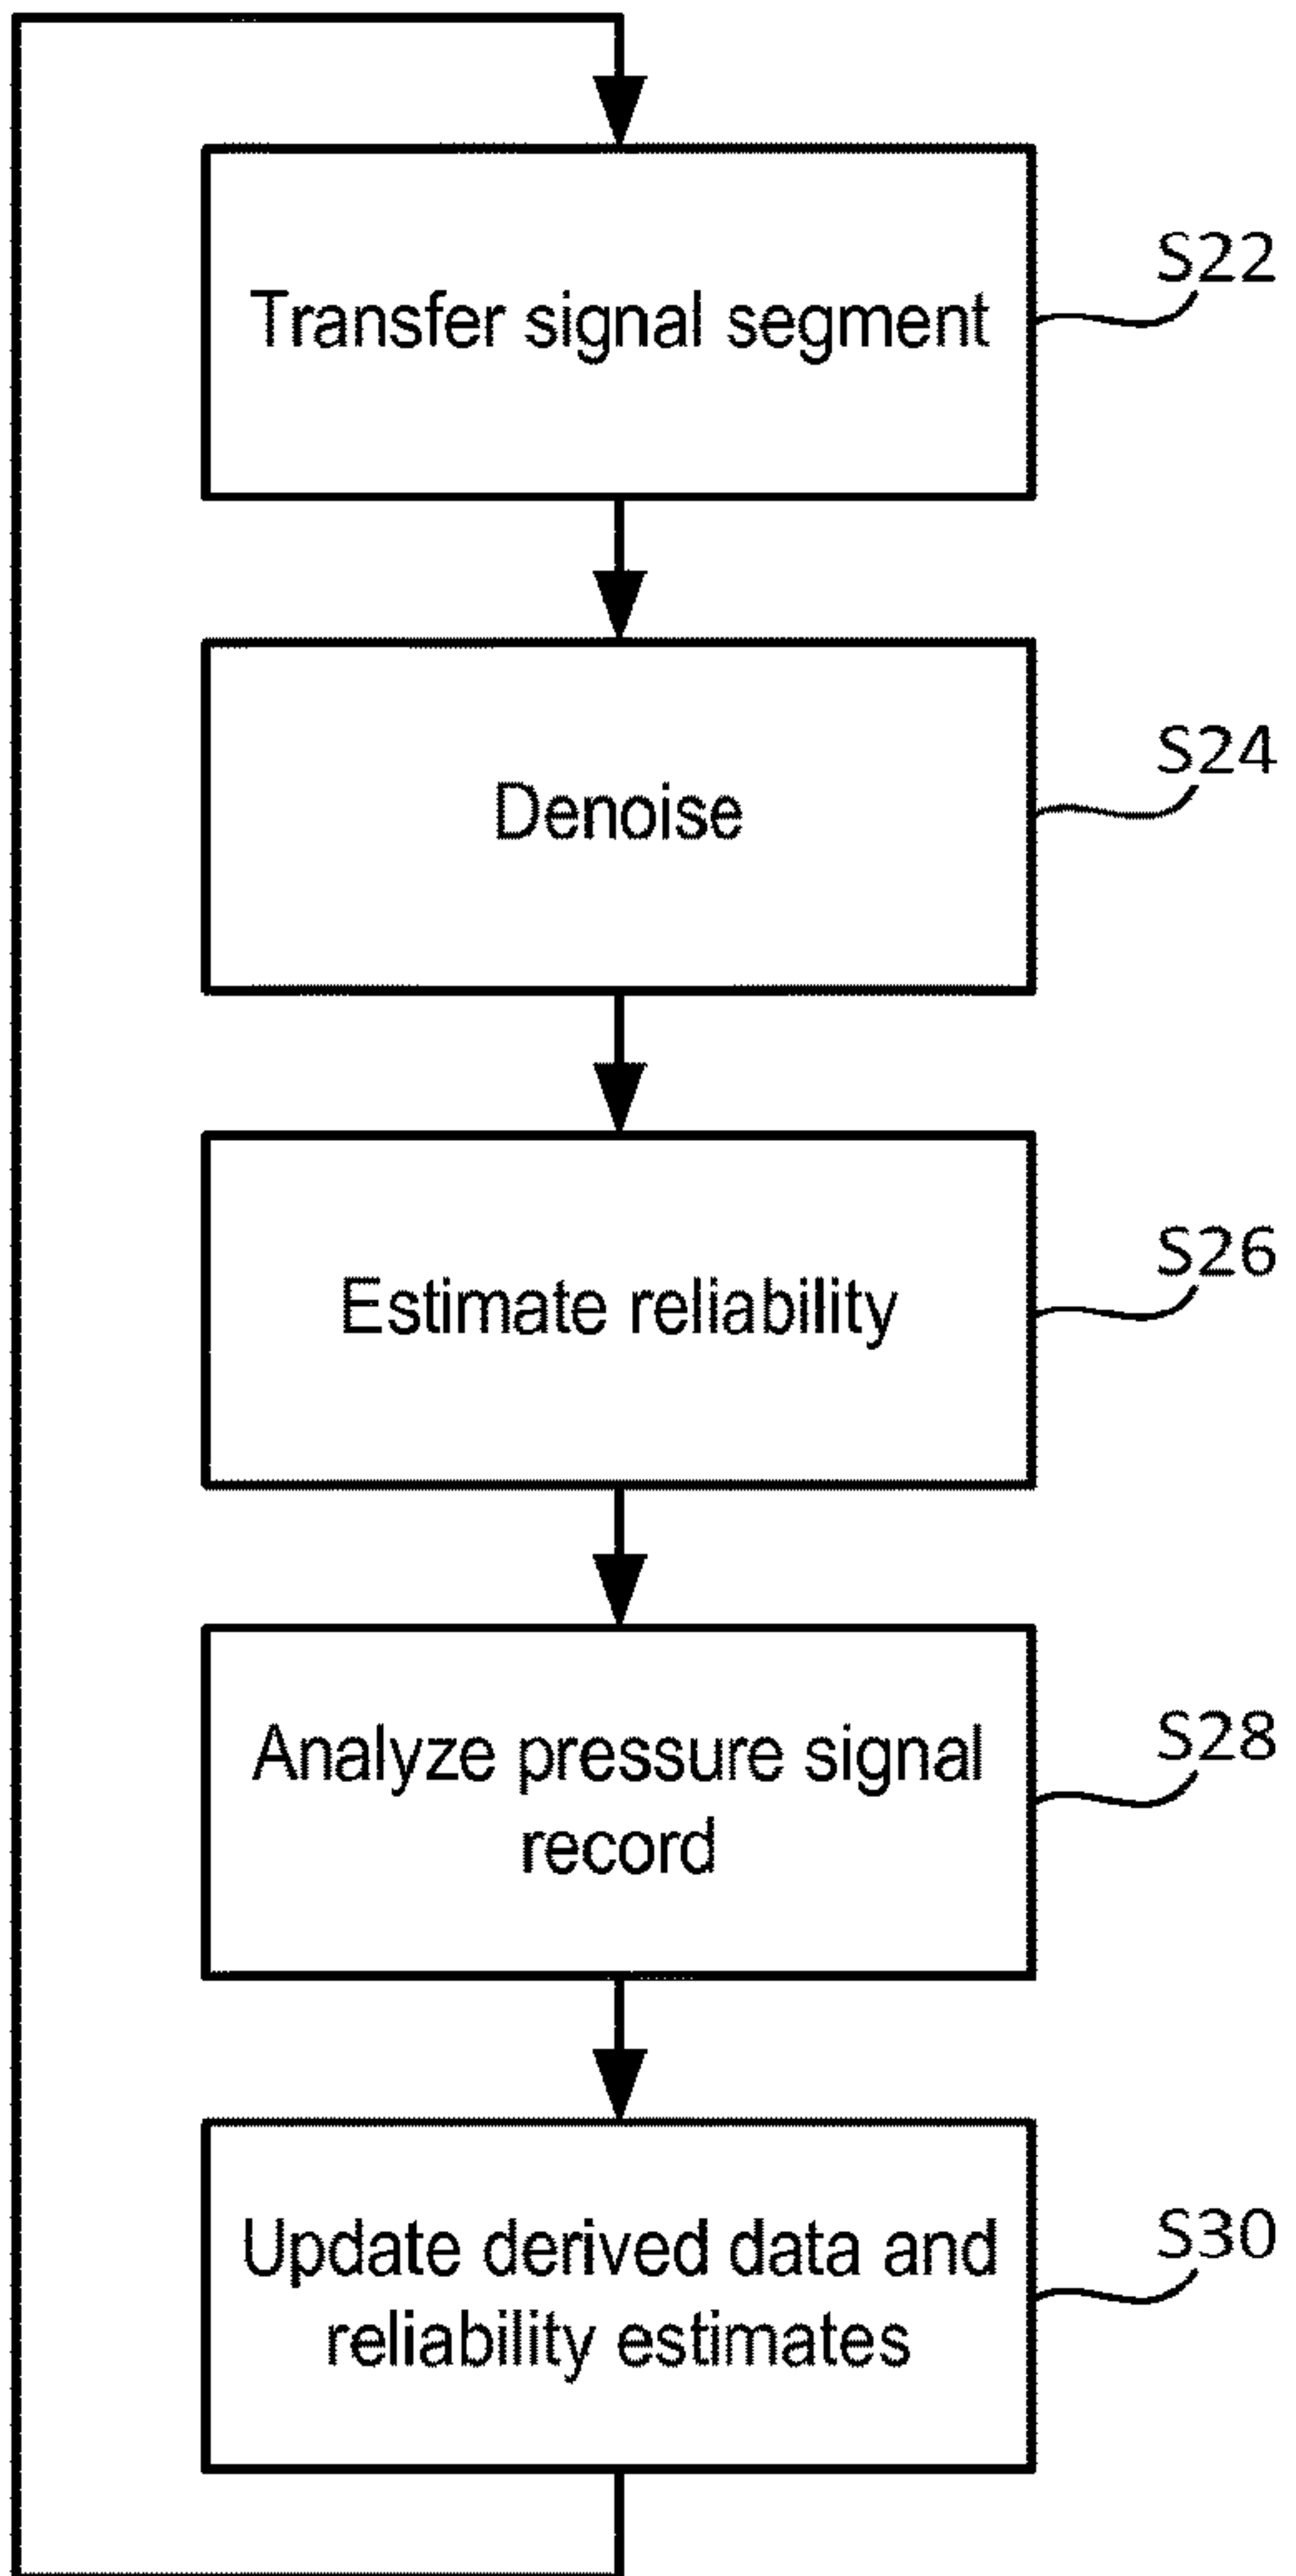 Transfer signal segment
S22
Denoise
S24
Estimate reliability
S26
Analyze pressure signal
record
S28
Update derived data and
reliability estimates
S30